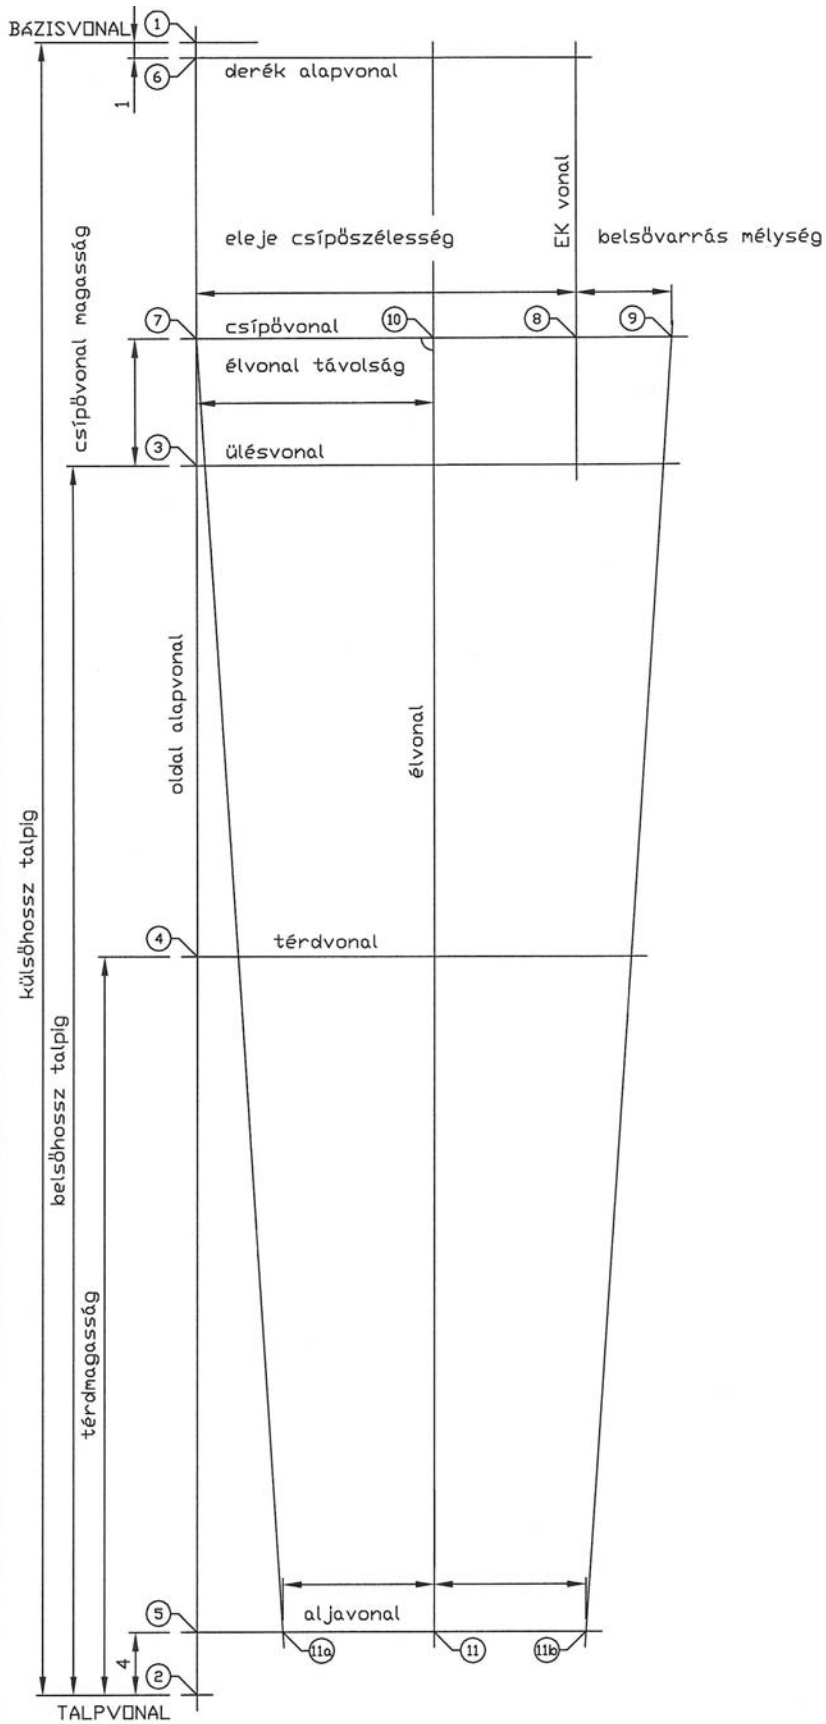 BÁZISVONAL
1
6
derék alapvonal
1
EK vonal
eleje csípőszélesség
belsővarrás mélység
csípővonal magasság
7
csípővonal
10
8
9
élvonal távolság
3
ülésvonal
oldal alapvonal
élvonal
külsőhossz talpig
4
térdvonal
belsőhossz talpig
térdmagasság
5
aljavonal
11a
11
11b
4
2
TALPVONAL